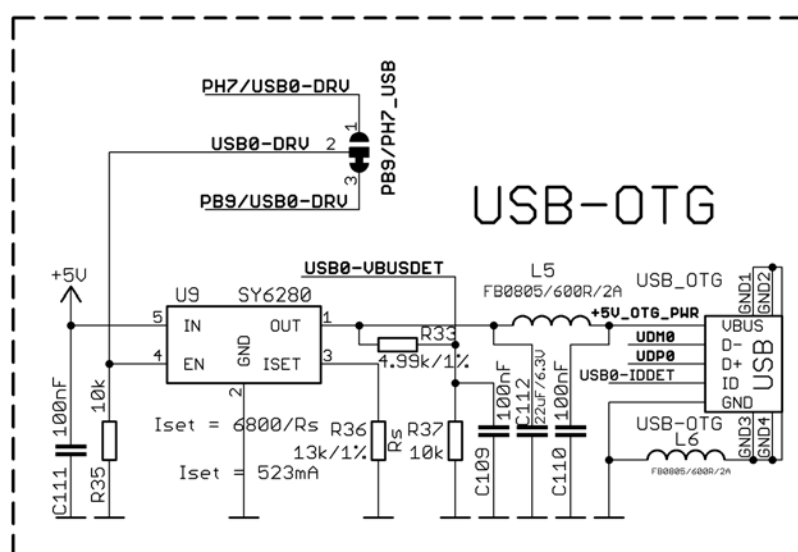 PH7/USB0-DRV
1
USB0-DRV
2
3
PB9/PH7_USB
PB9/USB0-DRV
USB-OTG
USB0-VBUSDET
+5V
U9
SY6280
L5
FB0805/600R/2A
USB_OTG
GND1
GND2
+5V_OTG_PWR
5
IN
OUT
1
R33
4.99k/1%
4
EN
GND
ISET
3
2
VBUS
D-
D+
ID
GND
USB
UDM0
UDP0
USB0-IDDET
100nF
C111
10k
R35
Iset = 6800/Rs
Iset = 523mA
R36
13k/1%
Rs
R37
10k
100nF
C109
C112
22uF/6.3V
100nF
C110
USB-OTG
GND3
GND4
L6
FB0805/600R/2A